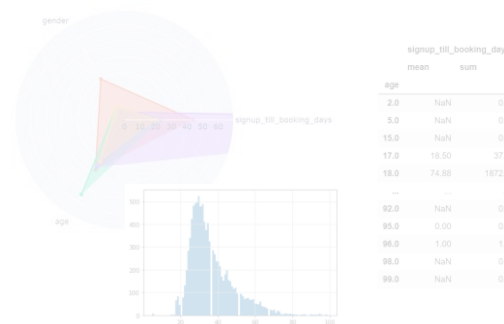 gender
signup_till_booking_day
mean sum
age
2.0 NaN 0.
5.0 NaN 0.
15.0 NaN 0.
17.0 18.50 37.
18.0 74.88 1672.
... ...
92.0 NaN 0.
95.0 0.00 0.
96.0 1.00 1.
98.0 NaN 0.
99.0 NaN 0.
0 10 20 30 40 50 60
signup_till_booking_days
age
500
400
300
200
100
0
20 40 60 80 100